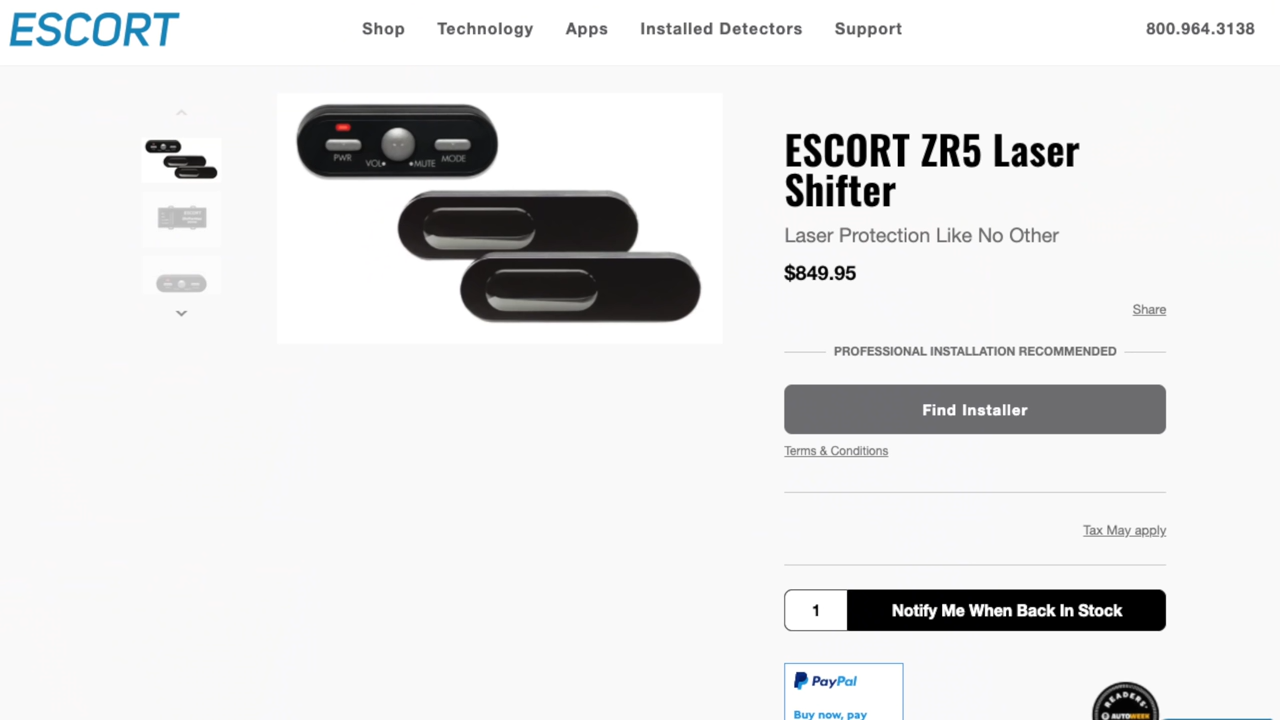 ESCORT
Shop
Technology
Apps
Installed Detectors
Support
800.964.3138
PWR
VOL
MUTE
MODE
ESCORT ZR5 Laser
Shifter
Laser Protection Like No Other
$849.95
Share
PROFESSIONAL INSTALLATION RECOMMENDED
Find Installer
Terms & Conditions
Tax May apply
1
Notify Me When Back In Stock
PayPal
Buy now, pay
READERS'
AUTOWEEK